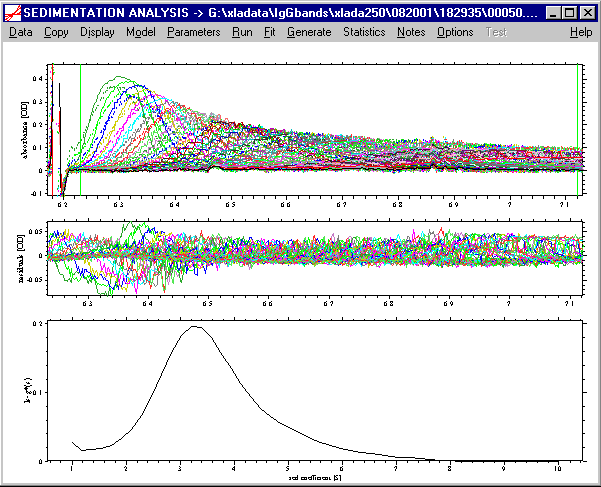 SEDIMENTATION ANALYSIS -> G:\xladata\IgGbands\xlada250\082001\182935\00050....
Data Copy Display Model Parameters Run Fit Generate Statistics Notes Options Test Help
0.4
0.3
0.2
0.1
0
-0.1
absorbance [OD]
6.2 6.3 6.4 6.5 6.6 6.7 6.8 6.9 7 7.1
0.05
0
-0.05
residuals [OD]
6.3 6.4 6.5 6.6 6.7 6.8 6.9 7 7.1
0.2
0.1
0
ls-g*(s)
1 2 3 4 5 6 7 8 9 10
sed coefficient [S]